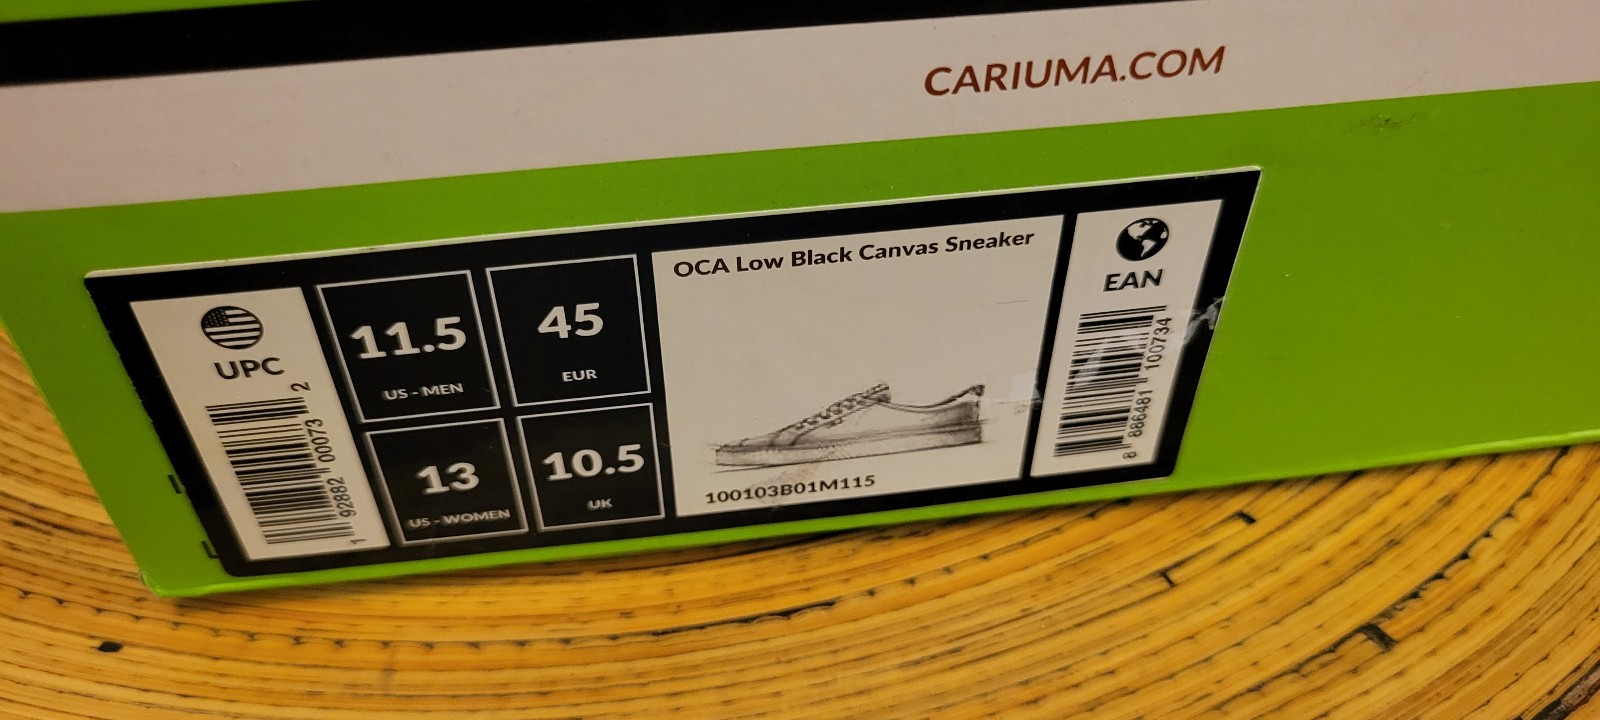 CARIUMA.COM
UPC
1 92882 00073 2
11.5
US - MEN
45
EUR
13
US - WOMEN
10.5
UK
OCA Low Black Canvas Sneaker
100103B01M115
EAN
8 886481 100734